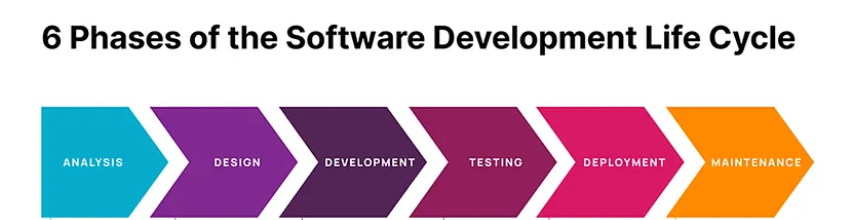 6 Phases of the Software Development Life Cycle
ANALYSIS
DESIGN
DEVELOPMENT
TESTING
DEPLOYMENT
MAINTENANCE